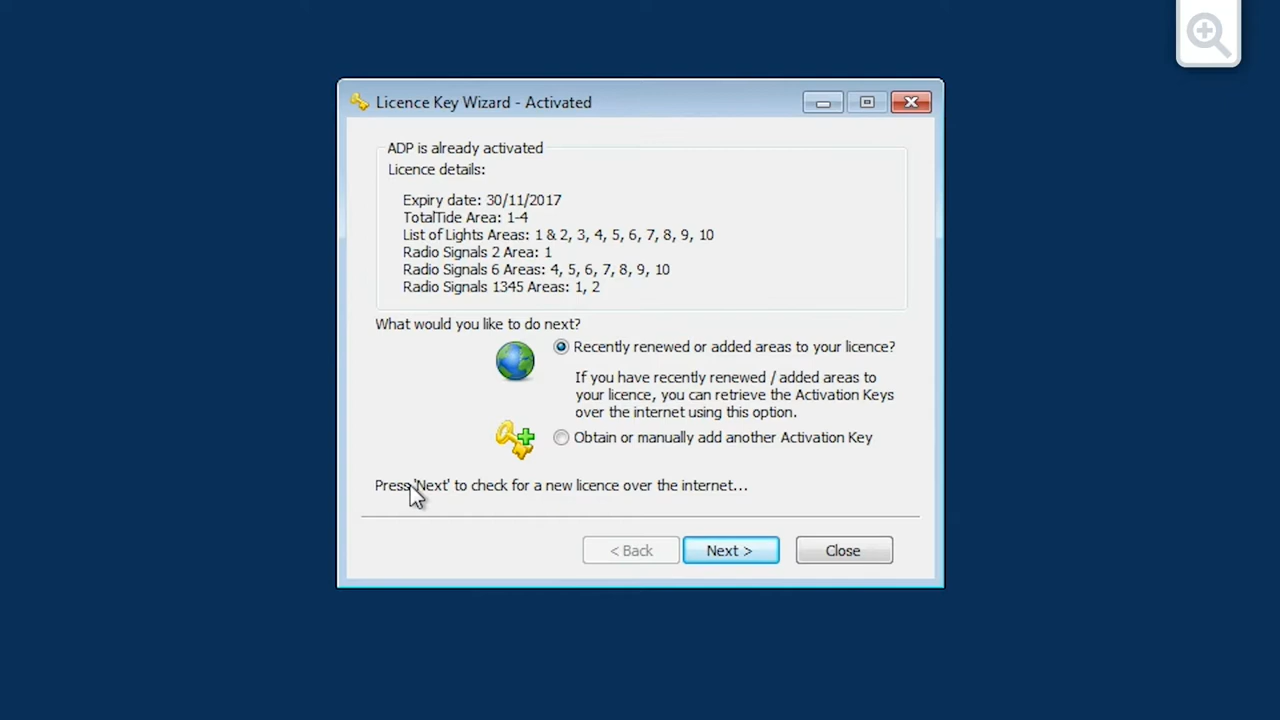 Licence Key Wizard - Activated
ADP is already activated
Licence details:
Expiry date: 30/11/2017
TotalTide Area: 1-4
List of Lights Areas: 1 & 2, 3, 4, 5, 6, 7, 8, 9, 10
Radio Signals 2 Area: 1
Radio Signals 6 Areas: 4, 5, 6, 7, 8, 9, 10
Radio Signals 1345 Areas: 1, 2
What would you like to do next?
Recently renewed or added areas to your licence?
If you have recently renewed / added areas to
your licence, you can retrieve the Activation Keys
over the internet using this option.
Obtain or manually add another Activation Key
Press 'Next' to check for a new licence over the internet...
< Back Next > Close